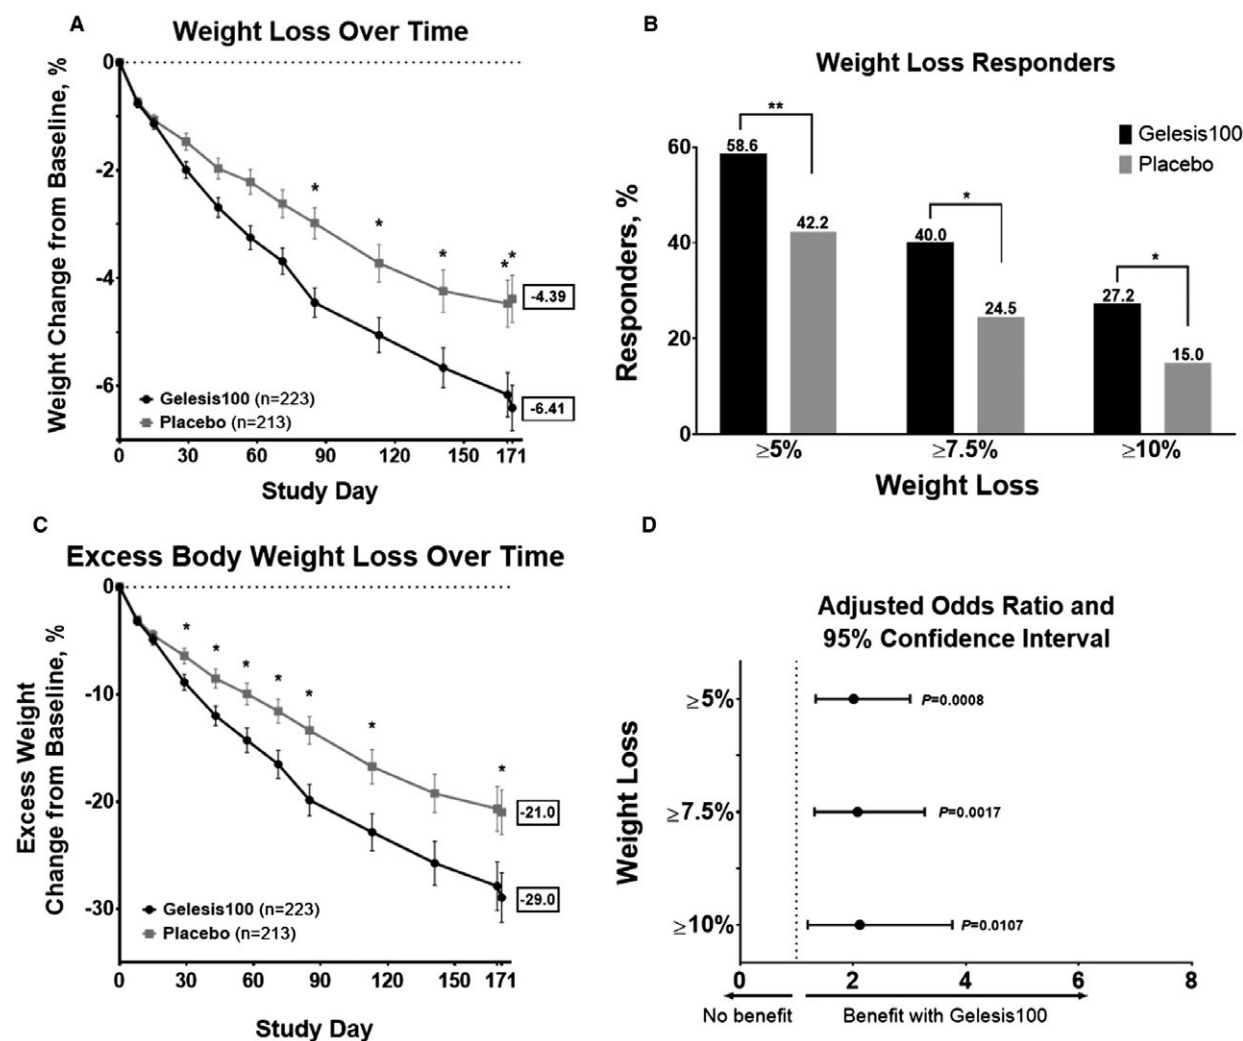 A
Weight Loss Over Time
Weight Change from Baseline, %
0
-2
-4
-6
*
*
*
*
*
-4.39
-6.41
Gelesis100 (n=223)
Placebo (n=213)
0 30 60 90 120 150 171
Study Day
B
Weight Loss Responders
Gelesis100
Placebo
Responders, %
60
40
20
0
**
*
*
58.6
42.2
40.0
24.5
27.2
15.0
≥5% ≥7.5% ≥10%
Weight Loss
C
Excess Body Weight Loss Over Time
Excess Weight
Change from Baseline, %
0
-10
-20
-30
*
*
*
*
*
*
*
-21.0
-29.0
Gelesis100 (n=223)
Placebo (n=213)
0 30 60 90 120 150 171
Study Day
D
Adjusted Odds Ratio and
95% Confidence Interval
Weight Loss
≥5%
P=0.0008
≥7.5%
P=0.0017
≥10%
P=0.0107
0 2 4 6 8
No benefit
Benefit with Gelesis100